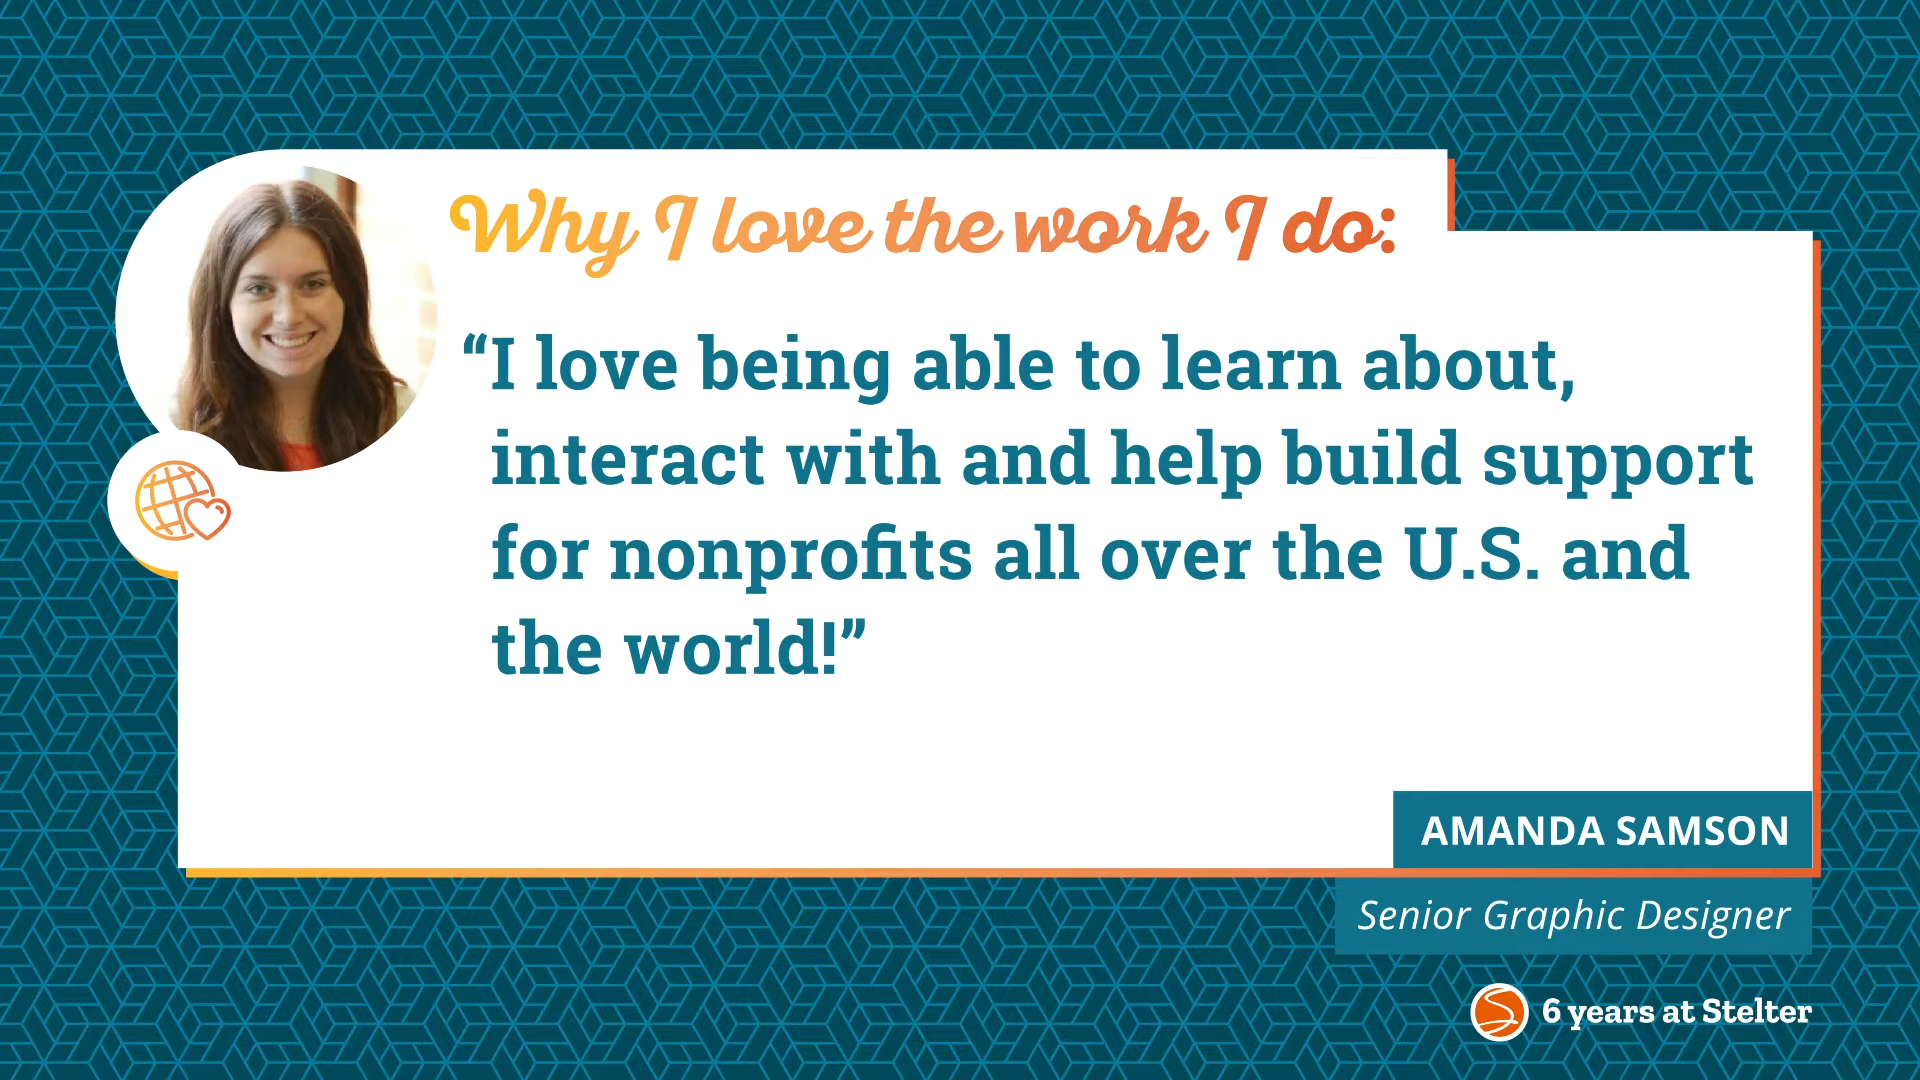 Why I love the work I do:
“I love being able to learn about,
interact with and help build support
for nonprofits all over the U.S. and
the world!”
AMANDA SAMSON
Senior Graphic Designer
6 years at Stelter